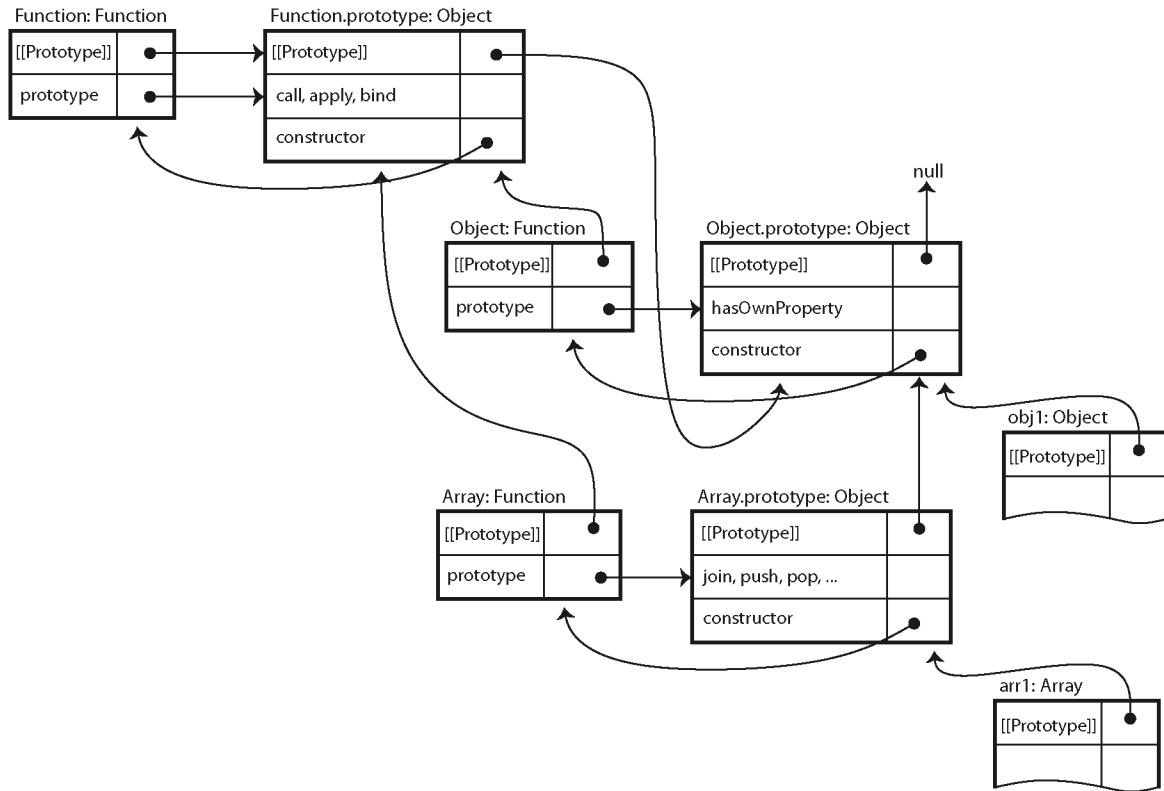 Function: Function
[[Prototype]]
prototype
Function.prototype: Object
[[Prototype]]
call, apply, bind
constructor
null
Object: Function
[[Prototype]]
prototype
Object.prototype: Object
[[Prototype]]
hasOwnProperty
constructor
obj1: Object
[[Prototype]]
Array: Function
[[Prototype]]
prototype
Array.prototype: Object
[[Prototype]]
join, push, pop, ...
constructor
arr1: Array
[[Prototype]]